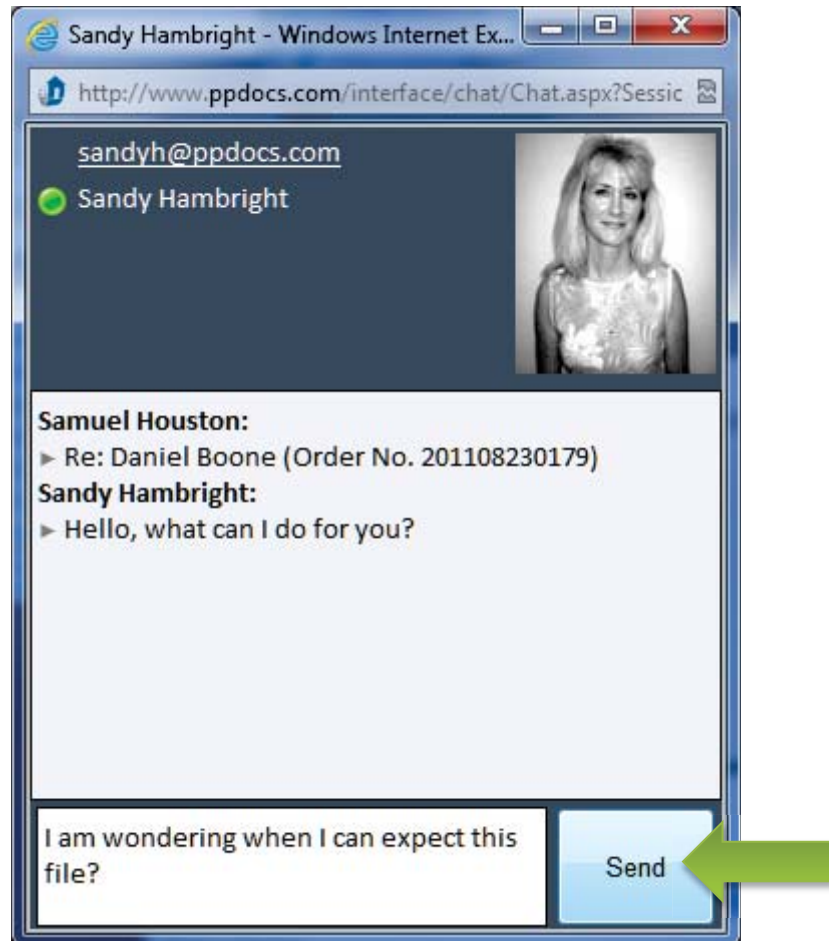 Sandy Hambright - Windows Internet Ex...
http://www.ppdocs.com/interface/chat/Chat.aspx?Sessic
sandyh@ppdocs.com
Sandy Hambright
Samuel Houston:
Re: Daniel Boone (Order No. 201108230179)
Sandy Hambright:
Hello, what can I do for you?
I am wondering when I can expect this
file?
Send